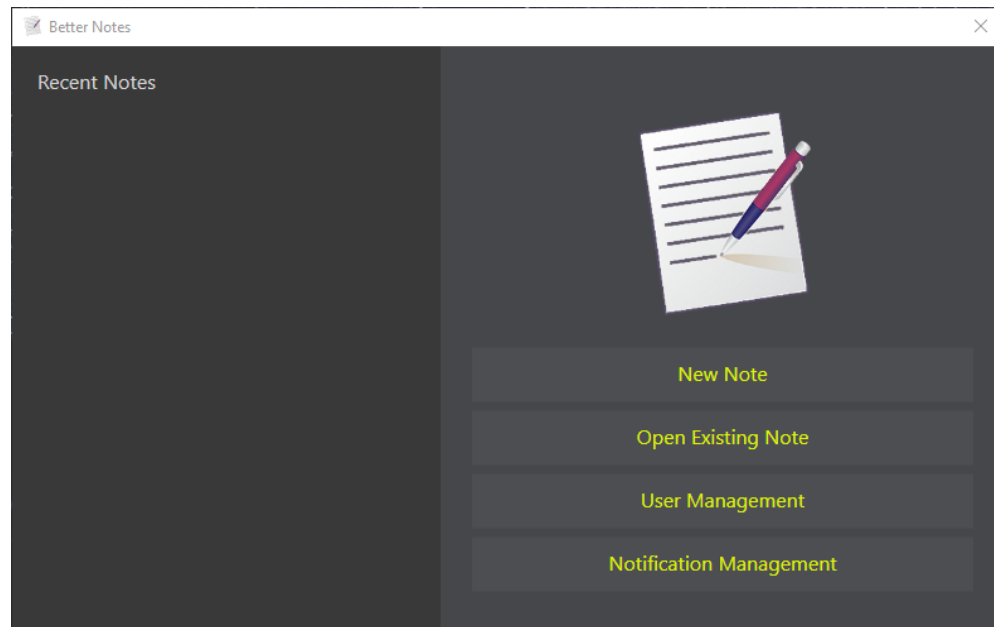 Better Notes
Recent Notes
New Note
Open Existing Note
User Management
Notification Management